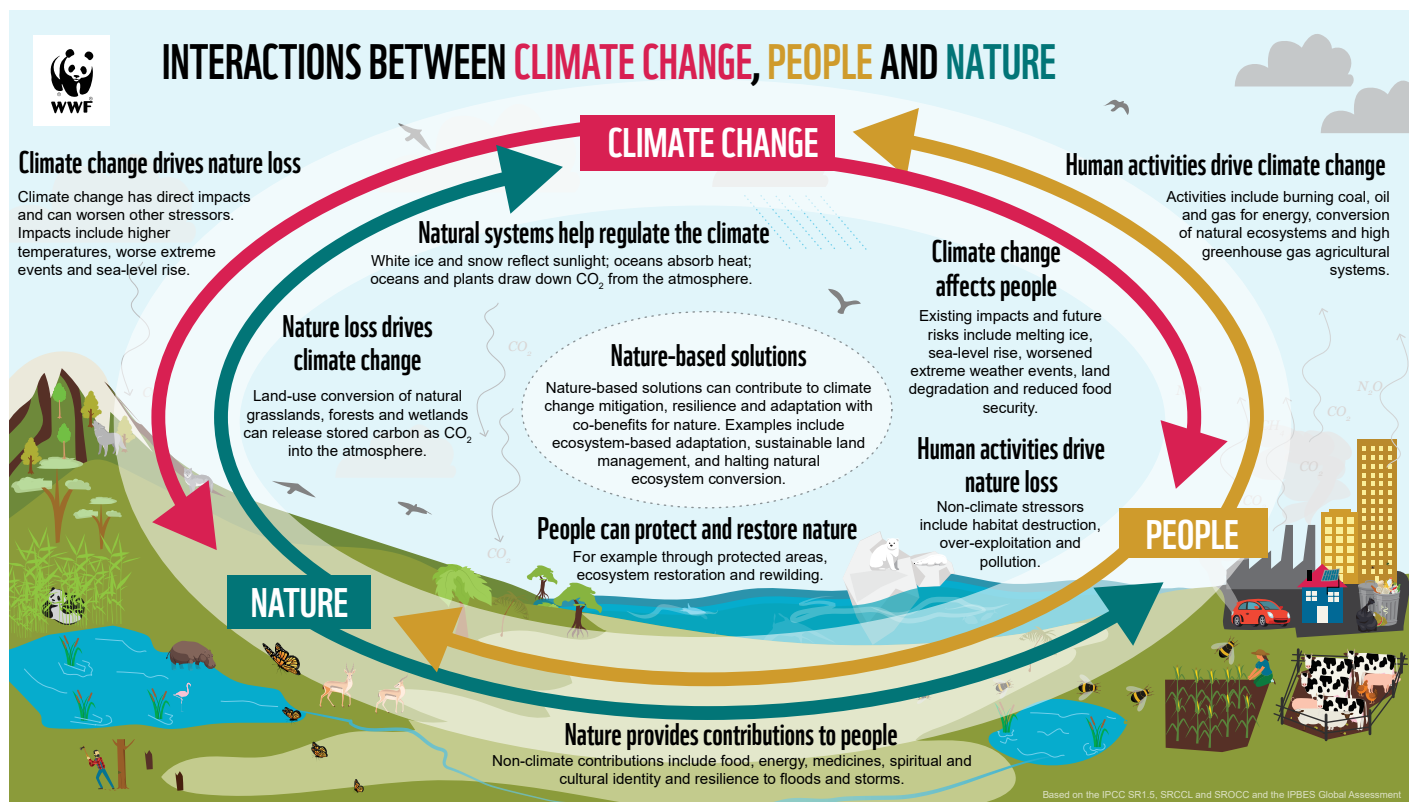 INTERACTIONS BETWEEN CLIMATE CHANGE, PEOPLE AND NATURE
WWF
CLIMATE CHANGE
Climate change drives nature loss
Climate change has direct impacts
and can worsen other stressors.
Impacts include higher
temperatures, worse extreme
events and sea-level rise.
Human activities drive climate change
Activities include burning coal, oil
and gas for energy, conversion
of natural ecosystems and high
greenhouse gas agricultural
systems.
Natural systems help regulate the climate
White ice and snow reflect sunlight; oceans absorb heat;
oceans and plants draw down CO₂ from the atmosphere.
Climate change
affects people
Existing impacts and future
risks include melting ice,
sea-level rise, worsened
extreme weather events, land
degradation and reduced food
security.
Nature loss drives
climate change
Land-use conversion of natural
grasslands, forests and wetlands
can release stored carbon as CO₂
into the atmosphere.
CO₂
Nature-based solutions
Nature-based solutions can contribute to climate
change mitigation, resilience and adaptation with
co-benefits for nature. Examples include
ecosystem-based adaptation, sustainable land
management, and halting natural
ecosystem conversion.
N₂O
CO₂
CO₂
Human activities drive
nature loss
Non-climate stressors
include habitat destruction,
over-exploitation and
pollution.
People can protect and restore nature
For example through protected areas,
ecosystem restoration and rewilding.
CO₂
PEOPLE
NATURE
Nature provides contributions to people
Non-climate contributions include food, energy, medicines, spiritual and
cultural identity and resilience to floods and storms.
Based on the IPCC SR1.5, SRCCL and SROCC and the IPBES Global Assessment